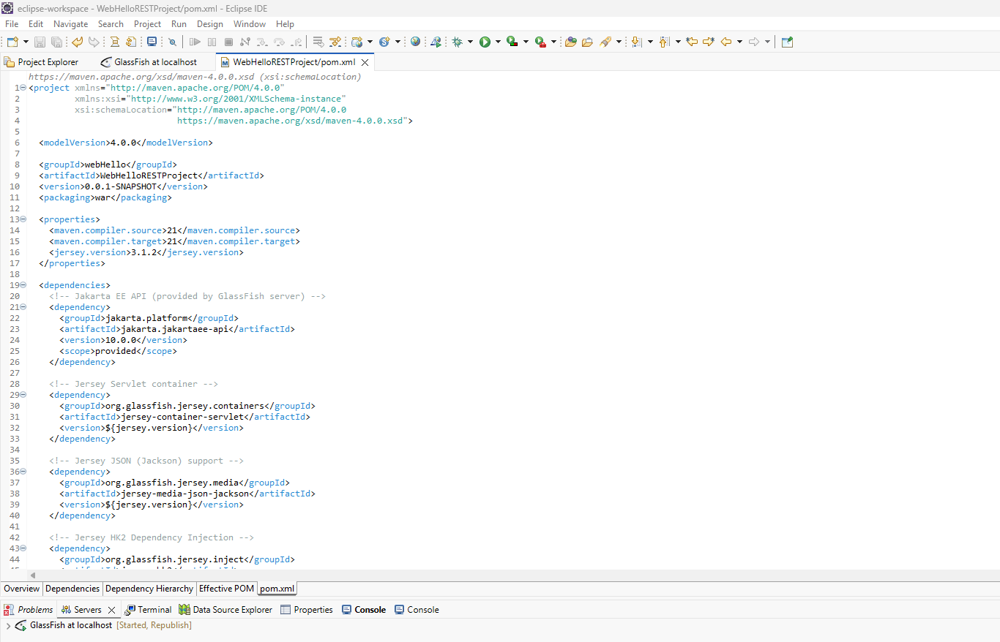 eclipse-workspace - WebHelloRESTProject/pom.xml - Eclipse IDE
File Edit Navigate Search Project Run Design Window Help
Project Explorer GlassFish at localhost WebHelloRESTProject/pom.xml
https://maven.apache.org/xsd/maven-4.0.0.xsd (xsi:schemaLocation)
1 <project xmlns="http://maven.apache.org/POM/4.0.0"
2 xmlns:xsi="http://www.w3.org/2001/XMLSchema-instance"
3 xsi:schemaLocation="http://maven.apache.org/POM/4.0.0
4 https://maven.apache.org/xsd/maven-4.0.0.xsd">
5
6 <modelVersion>4.0.0</modelVersion>
7
8 <groupId>webHello</groupId>
9 <artifactId>WebHelloRESTProject</artifactId>
10 <version>0.0.1-SNAPSHOT</version>
11 <packaging>war</packaging>
12
13 <properties>
14 <maven.compiler.source>21</maven.compiler.source>
15 <maven.compiler.target>21</maven.compiler.target>
16 <jersey.version>3.1.2</jersey.version>
17 </properties>
18
19 <dependencies>
20 <!-- Jakarta EE API (provided by GlassFish server) -->
21 <dependency>
22 <groupId>jakarta.platform</groupId>
23 <artifactId>jakarta.jakartaee-api</artifactId>
24 <version>10.0.0</version>
25 <scope>provided</scope>
26 </dependency>
27
28 <!-- Jersey Servlet container -->
29 <dependency>
30 <groupId>org.glassfish.jersey.containers</groupId>
31 <artifactId>jersey-container-servlet</artifactId>
32 <version>${jersey.version}</version>
33 </dependency>
34
35 <!-- Jersey JSON (Jackson) support -->
36 <dependency>
37 <groupId>org.glassfish.jersey.media</groupId>
38 <artifactId>jersey-media-json-jackson</artifactId>
39 <version>${jersey.version}</version>
40 </dependency>
41
42 <!-- Jersey HK2 Dependency Injection -->
43 <dependency>
44 <groupId>org.glassfish.jersey.inject</groupId>
Overview Dependencies Dependency Hierarchy Effective POM pom.xml
Problems Servers Terminal Data Source Explorer Properties Console Console
GlassFish at localhost [Started, Republish]